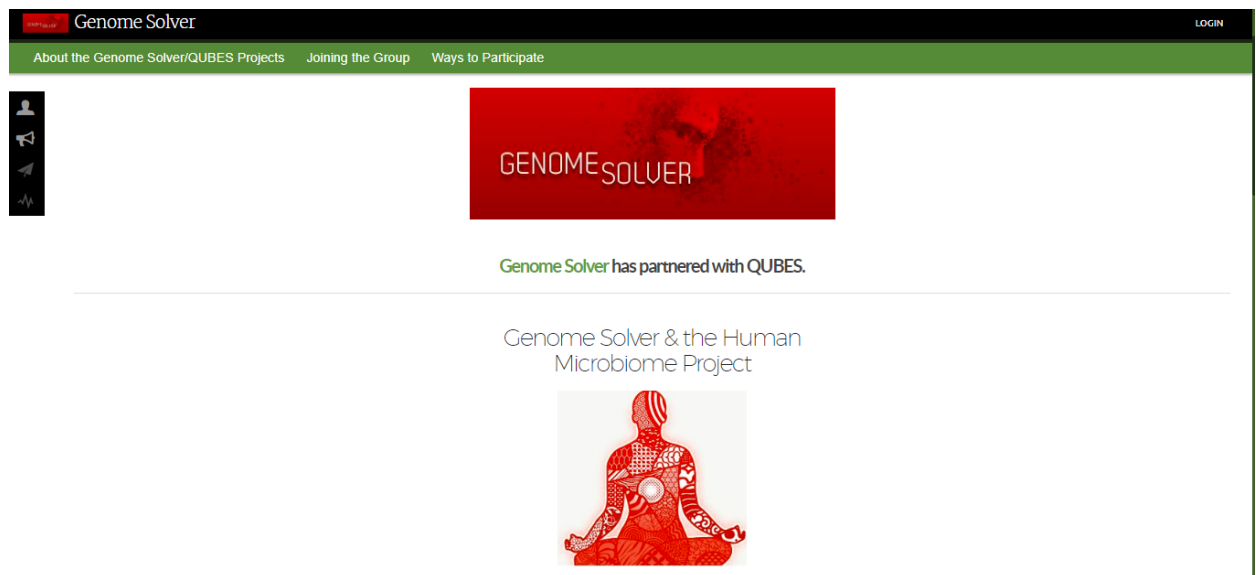 Genome Solver
LOGIN
About the Genome Solver/QUBES Projects Joining the Group Ways to Participate
GENOME SOLVER
Genome Solver has partnered with QUBES.
Genome Solver & the Human
Microbiome Project